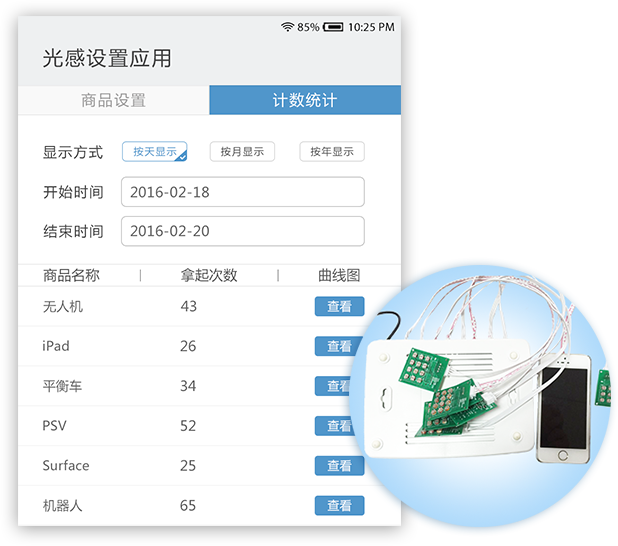 85% 10:25 PM
光感设置应用
商品设置 计数统计
显示方式 按天显示 按月显示 按年显示
开始时间 2016-02-18
结束时间 2016-02-20
商品名称 | 拿起次数 | 曲线图
无人机 43 查看
iPad 26 查看
平衡车 34 查看
PSV 52 查看
Surface 25 查看
机器人 65 查看